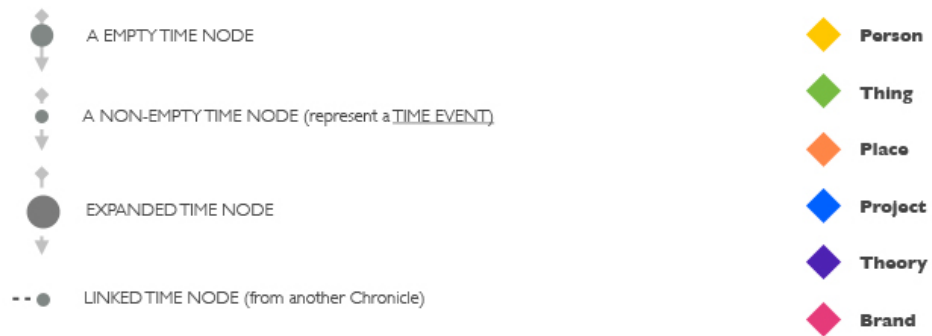 A EMPTY TIME NODE
A NON-EMPTY TIME NODE (represent a TIME EVENT)
EXPANDED TIME NODE
LINKED TIME NODE (from another Chronicle)
Person
Thing
Place
Project
Theory
Brand